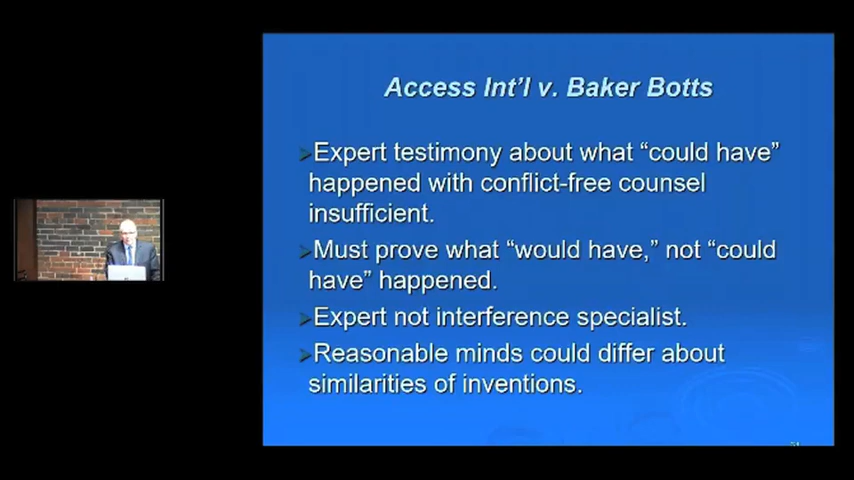 Access Int'l v. Baker Botts
➢Expert testimony about what “could have”
happened with conflict-free counsel
insufficient.
➢Must prove what “would have,” not “could
have” happened.
➢Expert not interference specialist.
➢Reasonable minds could differ about
similarities of inventions.